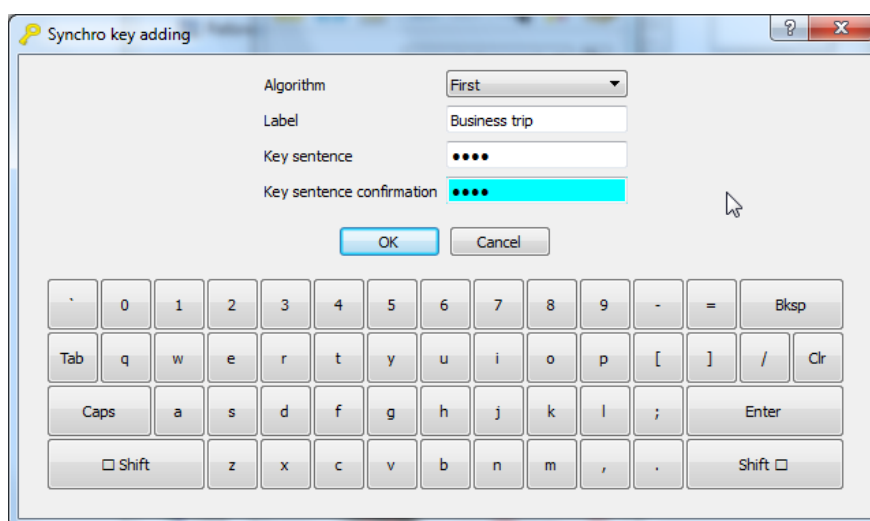 Synchro key adding
Algorithm First
Label Business trip
Key sentence ●●●●
Key sentence confirmation ●●●●
OK Cancel
` 0 1 2 3 4 5 6 7 8 9 - = Bksp
Tab q w e r t y u i o p [ ] / Clr
Caps a s d f g h j k l ; Enter
□ Shift z x c v b n m , . Shift □